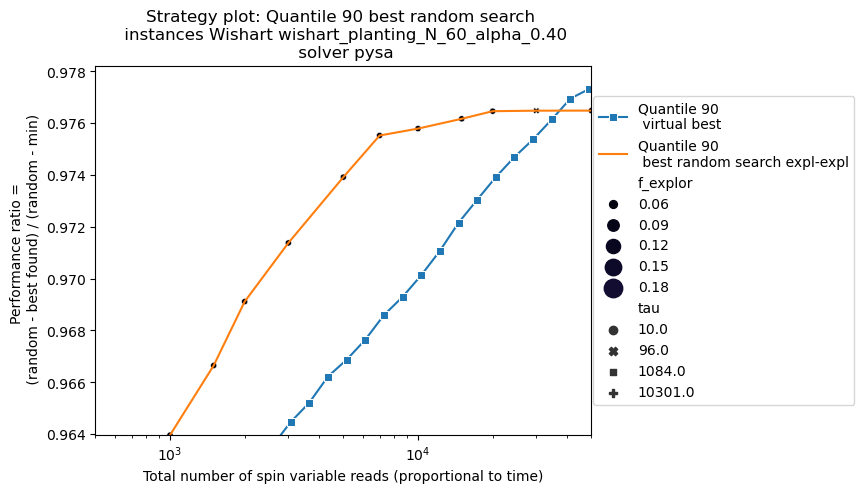 Strategy plot: Quantile 90 best random search
instances Wishart wishart_planting_N_60_alpha_0.40
solver pysa
0.978
0.976
0.974
0.972
0.970
0.968
0.966
0.964
Performance ratio =
(random - best found) / (random - min)
10^3
10^4
Total number of spin variable reads (proportional to time)
Quantile 90
virtual best
Quantile 90
best random search expl-expl
f_explor
0.06
0.09
0.12
0.15
0.18
tau
10.0
96.0
1084.0
10301.0